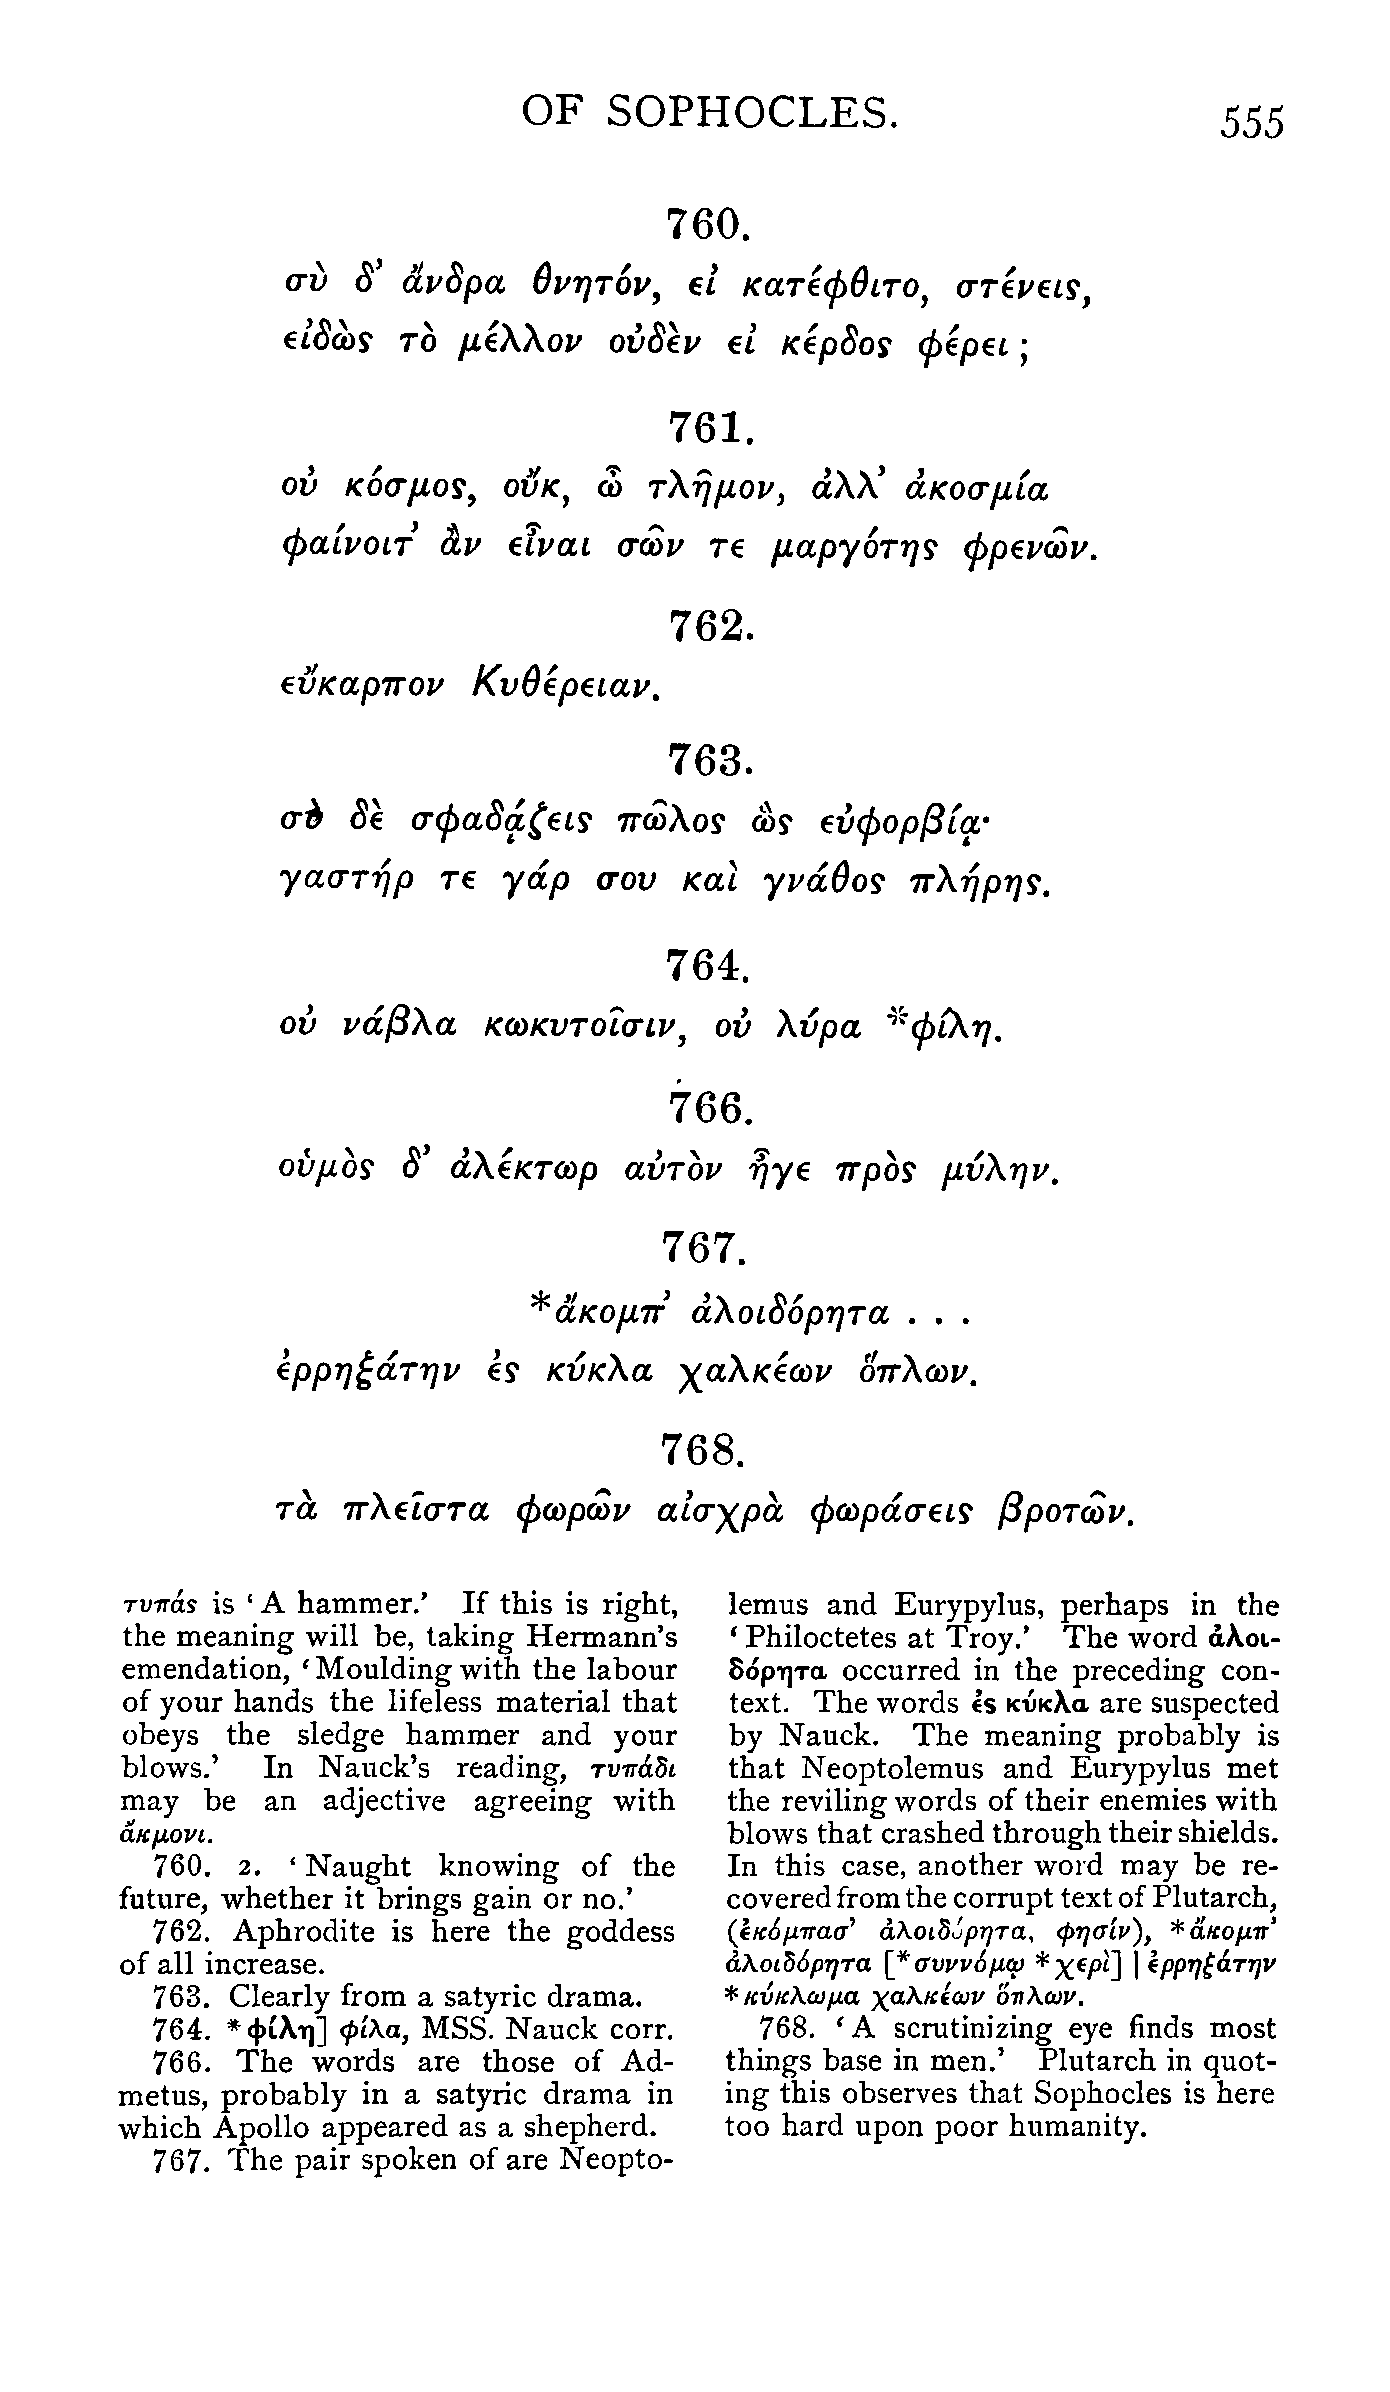 OF SOPHOCLES.
555
760.
σὺ δ’ ἄνδρα θνητόν, εἰ κατέφθιτο, στένεις,
εἰδὼς τὸ μέλλον οὐδὲν εἰ κέρδος φέρει ;
761.
οὐ κόσμος, οὔκ, ὦ τλῆμον, ἀλλ’ ἀκοσμία
φαίνοιτ’ ἂν εἶναι σῶν τε μαργότης φρενῶν.
762.
εὔκαρπον Κυθέρειαν.
763.
σὺ δὲ σφαδᾴζεις πῶλος ὣς εὐφορβίᾳ·
γαστήρ τε γάρ σου καὶ γνάθος πλήρης.
764.
οὐ νάβλα κωκυτοῖσιν, οὐ λύρα *φίλη.
766.
οὑμὸς δ’ ἀλέκτωρ αὐτὸν ἦγε πρὸς μύλην.
767.
*ἄκομπ’ ἀλοιδόρητα . . .
ἐρρηξάτην ἐς κύκλα χαλκέων ὅπλων.
768.
τὰ πλεῖστα φωρῶν αἰσχρὰ φωράσεις βροτῶν.
τυπάς is ‘A hammer.’ If this is right,
the meaning will be, taking Hermann’s
emendation, ‘Moulding with the labour
of your hands the lifeless material that
obeys the sledge hammer and your
blows.’ In Nauck’s reading, τυπάδι
may be an adjective agreeing with
ἄκμονι.
760. 2. ‘Naught knowing of the
future, whether it brings gain or no.’
762. Aphrodite is here the goddess
of all increase.
763. Clearly from a satyric drama.
764. *φίλη] φίλα, MSS. Nauck corr.
766. The words are those of Ad-
metus, probably in a satyric drama in
which Apollo appeared as a shepherd.
767. The pair spoken of are Neopto-
lemus and Eurypylus, perhaps in the
‘Philoctetes at Troy.’ The word ἀλοι-
δόρητα occurred in the preceding con-
text. The words ἐς κύκλα are suspected
by Nauck. The meaning probably is
that Neoptolemus and Eurypylus met
the reviling words of their enemies with
blows that crashed through their shields.
In this case, another word may be re-
covered from the corrupt text of Plutarch,
(ἐκόμπασ’ ἀλοιδόρητα, φησίν), *ἄκομπ’
ἀλοιδόρητα [*συννόμῳ *χερὶ] | ἐρρηξάτην
*κύκλωμα χαλκέων ὅπλων.
768. ‘A scrutinizing eye finds most
things base in men.’ Plutarch in quot-
ing this observes that Sophocles is here
too hard upon poor humanity.